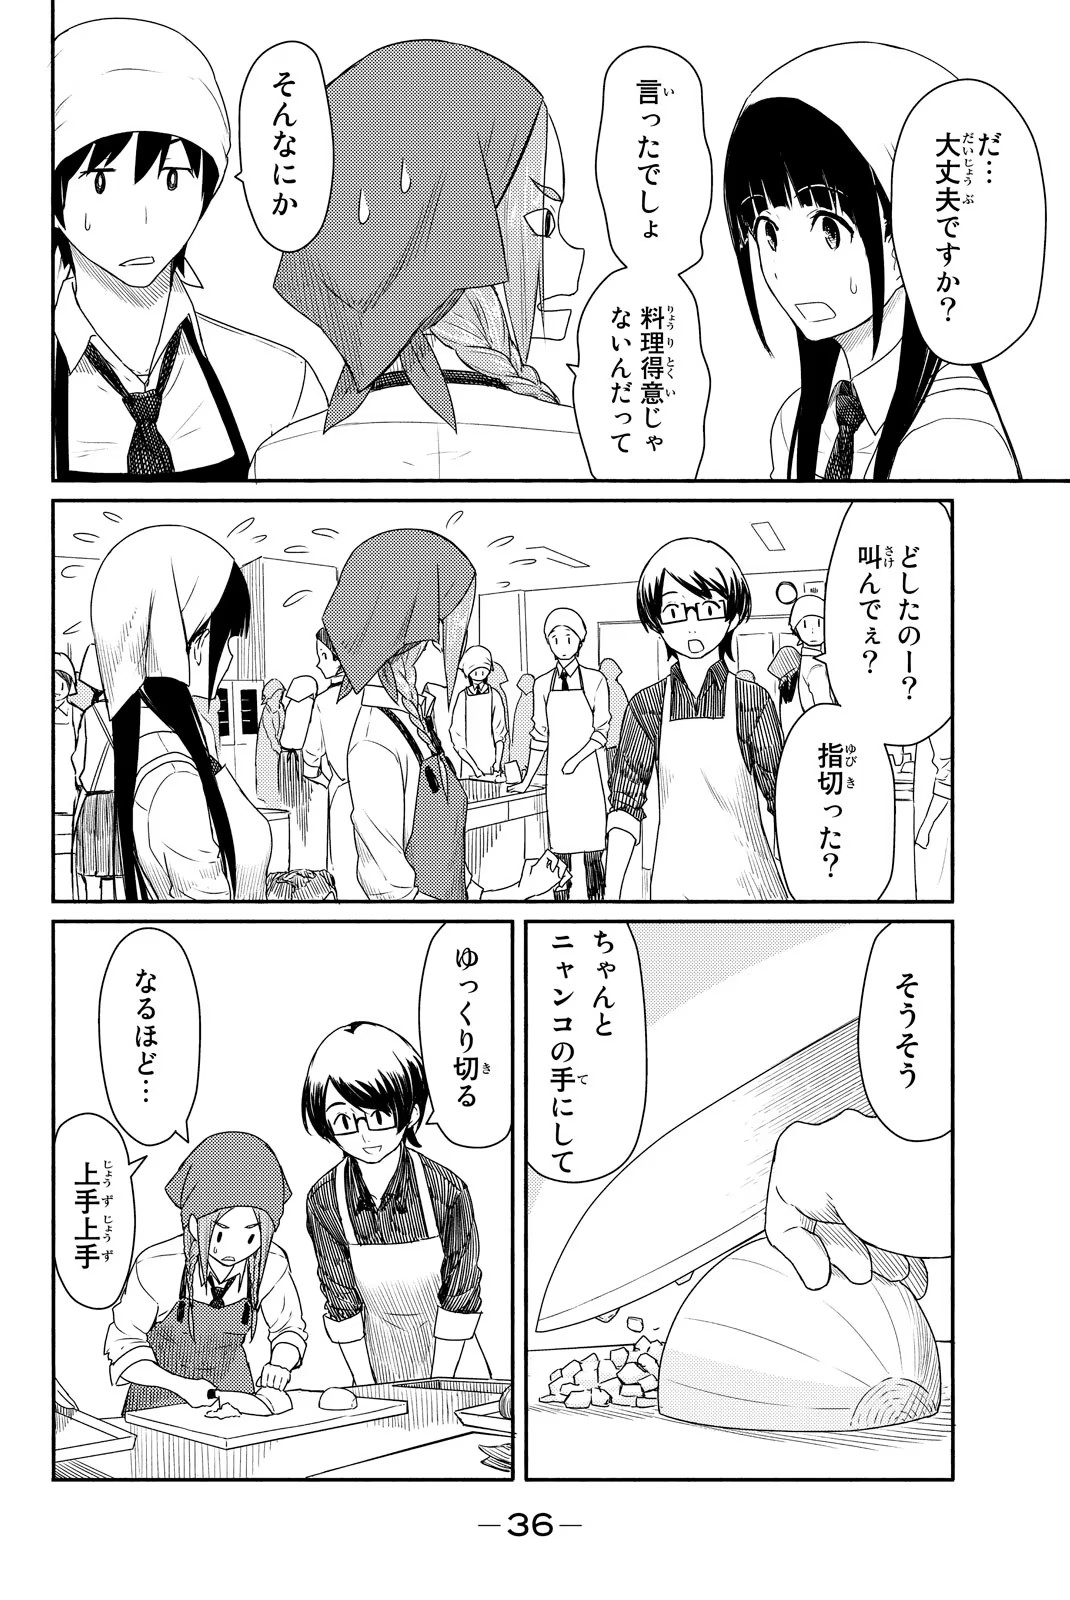 だ…
大丈夫ですか？
言ったでしょ
料理得意じゃ
ないんだって
そんなにか
どしたのー？
叫んでぇ？
指切った？
そうそう
ちゃんと
ニャンコの手にして
ゆっくり切る
なるほど…
上手上手
－36－